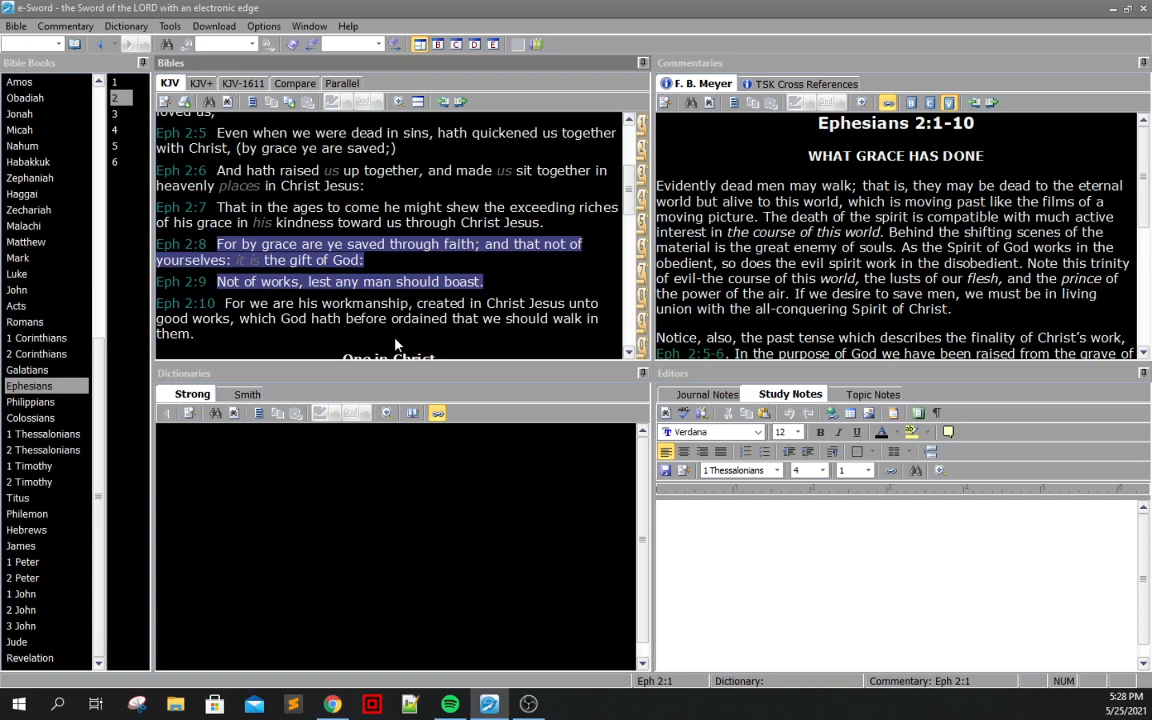 e-Sword - the Sword of the LORD with an electronic edge
Bible Commentary Dictionary Tools Download Options Window Help
B C D E
Bible Books
Amos
Obadiah
Jonah
Micah
Nahum
Habakkuk
Zephaniah
Haggai
Zechariah
Malachi
Matthew
Mark
Luke
John
Acts
Romans
1 Corinthians
2 Corinthians
Galatians
Ephesians
Philippians
Colossians
1 Thessalonians
2 Thessalonians
1 Timothy
2 Timothy
Titus
Philemon
Hebrews
James
1 Peter
2 Peter
1 John
2 John
3 John
Jude
Revelation
1
2
3
4
5
6
Bibles
KJV KJV+ KJV-1611 Compare Parallel
loved us,
Eph 2:5 Even when we were dead in sins, hath quickened us together
with Christ, (by grace ye are saved;)
Eph 2:6 And hath raised us up together, and made us sit together in
heavenly places in Christ Jesus:
Eph 2:7 That in the ages to come he might shew the exceeding riches
of his grace in his kindness toward us through Christ Jesus.
Eph 2:8 For by grace are ye saved through faith; and that not of
yourselves: it is the gift of God:
Eph 2:9 Not of works, lest any man should boast.
Eph 2:10 For we are his workmanship, created in Christ Jesus unto
good works, which God hath before ordained that we should walk in
them.
One in Christ
Commentaries
F. B. Meyer TSK Cross References
B C V
Ephesians 2:1-10
WHAT GRACE HAS DONE
Evidently dead men may walk; that is, they may be dead to the eternal
world but alive to this world, which is moving past like the films of a
moving picture. The death of the spirit is compatible with much active
interest in the course of this world. Behind the shifting scenes of the
material is the great enemy of souls. As the Spirit of God works in the
obedient, so does the evil spirit work in the disobedient. Note this trinity
of evil-the course of this world, the lusts of our flesh, and the prince of
the power of the air. If we desire to save men, we must be in living
union with the all-conquering Spirit of Christ.
Notice, also, the past tense which describes the finality of Christ's work,
Eph 2:5-6. In the purpose of God we have been raised from the grave of
Dictionaries
Strong Smith
Editors
Journal Notes Study Notes Topic Notes
Verdana 12 B I U A
1 Thessalonians 4 1
1 2 3 4 5 6
Eph 2:1 Dictionary: Commentary: Eph 2:1 NUM
5:28 PM
5/25/2021